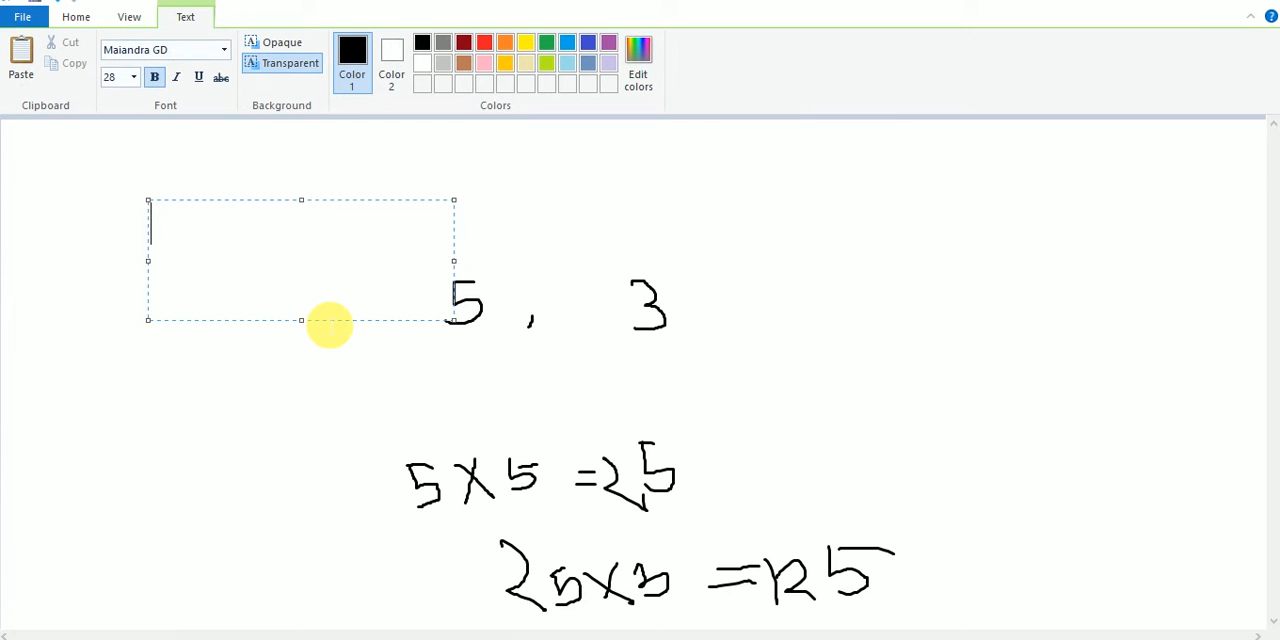 File Home View Text
Paste Cut Copy Clipboard
Maiandra GD
28 B I U abc
Font
Opaque
Transparent
Background
Color 1 Color 2 Edit colors
Colors
5 , 3
5 X 5 = 25
25 X 3 = 125